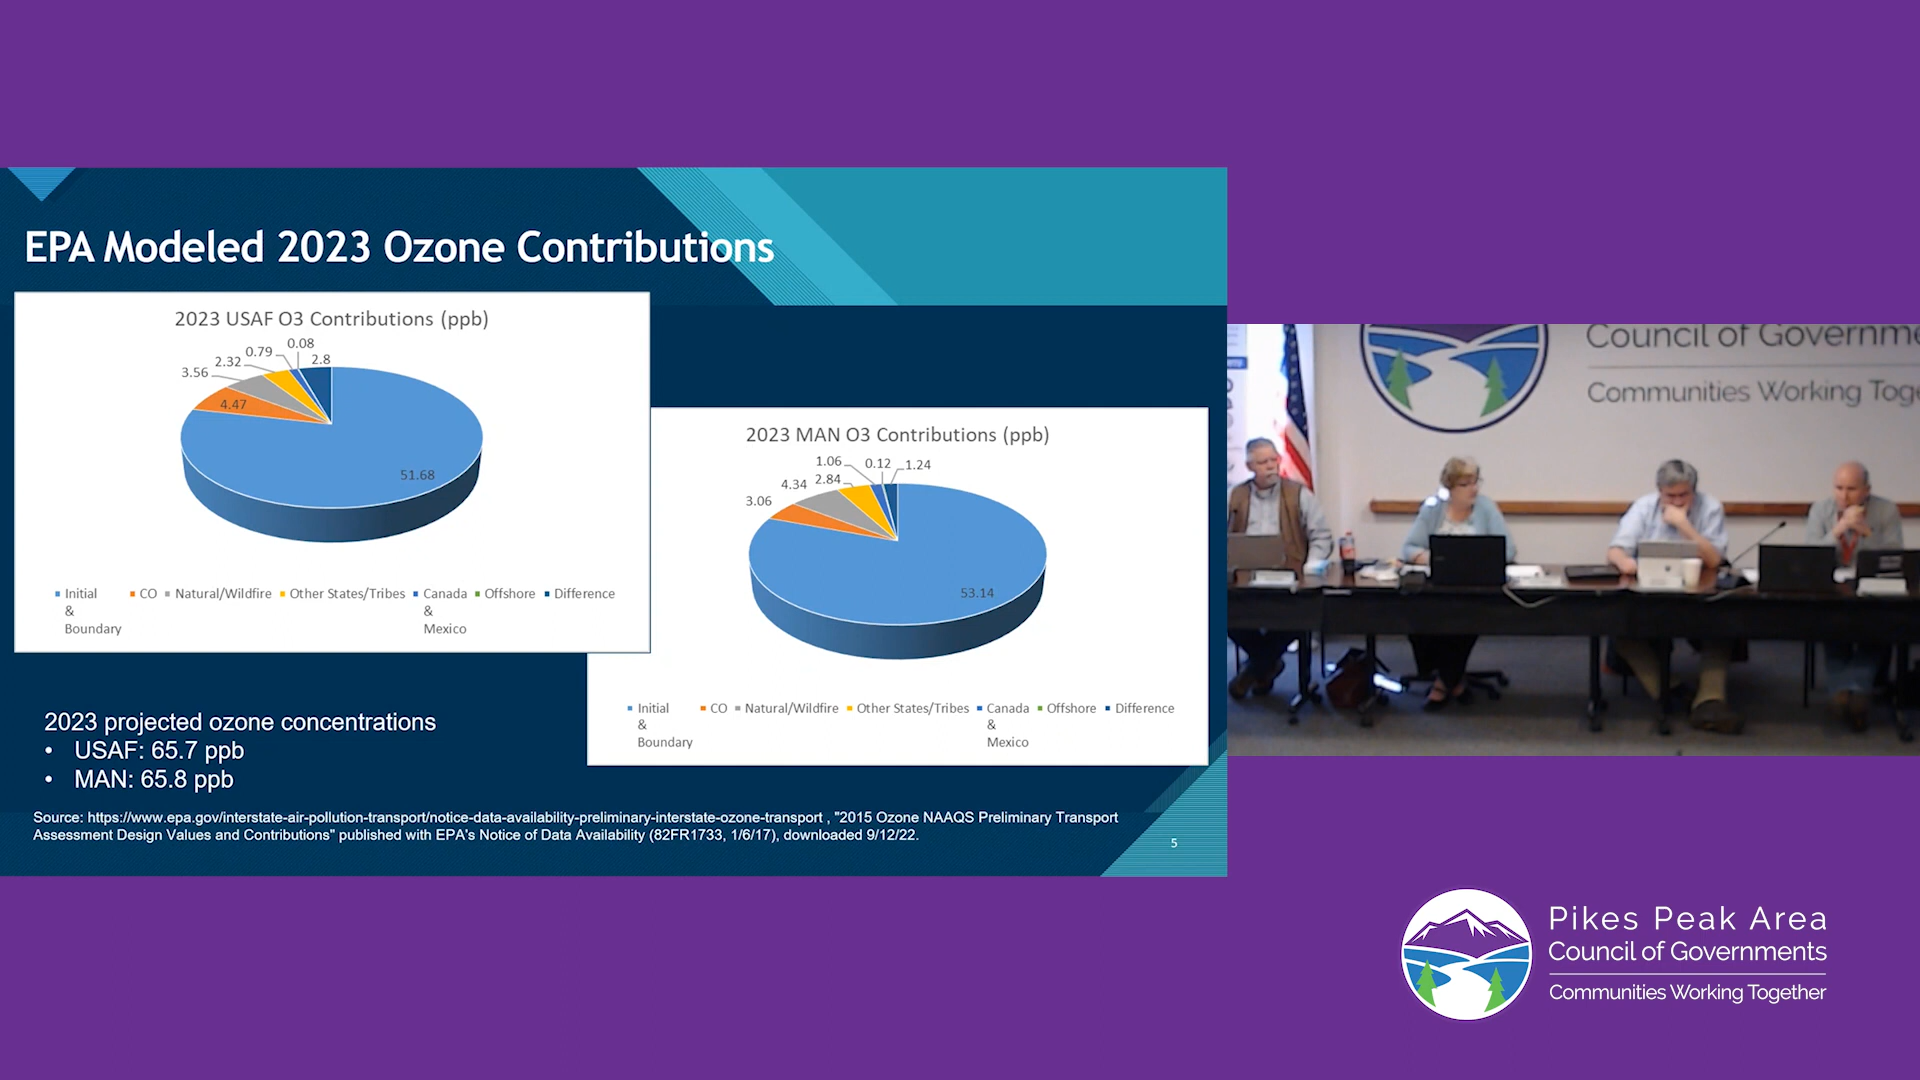 EPA Modeled 2023 Ozone Contributions
2023 USAF O3 Contributions (ppb)
0.08
0.79
2.8
2.32
3.56
4.47
51.68
Initial & Boundary
CO
Natural/Wildfire
Other States/Tribes
Canada & Mexico
Offshore
Difference
2023 MAN O3 Contributions (ppb)
1.06
0.12
1.24
4.34
2.84
3.06
53.14
Initial & Boundary
CO
Natural/Wildfire
Other States/Tribes
Canada & Mexico
Offshore
Difference
2023 projected ozone concentrations
• USAF: 65.7 ppb
• MAN: 65.8 ppb
Source: https://www.epa.gov/interstate-air-pollution-transport/notice-data-availability-preliminary-interstate-ozone-transport , "2015 Ozone NAAQS Preliminary Transport
Assessment Design Values and Contributions" published with EPA's Notice of Data Availability (82FR1733, 1/6/17), downloaded 9/12/22.
5
Council of Governme
Communities Working Toge
Pikes Peak Area
Council of Governments
Communities Working Together